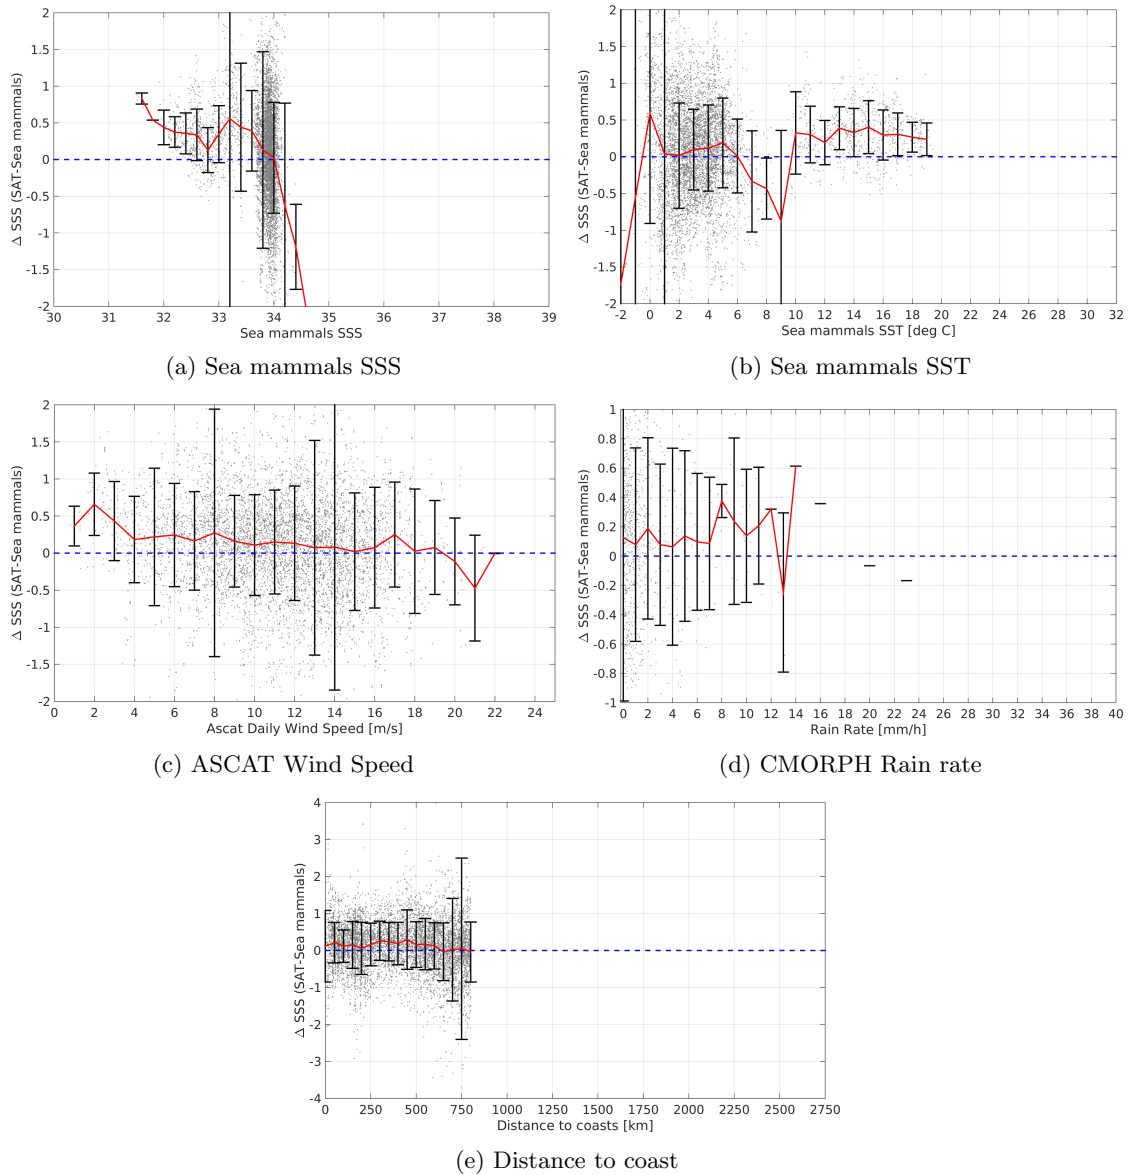 2
1.5
1
0.5
0
-0.5
-1
-1.5
-2
Δ SSS (SAT-Sea mammals)
30 31 32 33 34 35 36 37 38 39
Sea mammals SSS
(a) Sea mammals SSS
2
1.5
1
0.5
0
-0.5
-1
-1.5
-2
Δ SSS (SAT-Sea mammals)
-2 0 2 4 6 8 10 12 14 16 18 20 22 24 26 28 30 32
Sea mammals SST [deg C]
(b) Sea mammals SST
2
1.5
1
0.5
0
-0.5
-1
-1.5
-2
Δ SSS (SAT-Sea mammals)
0 2 4 6 8 10 12 14 16 18 20 22 24
Ascat Daily Wind Speed [m/s]
(c) ASCAT Wind Speed
1
0.8
0.6
0.4
0.2
0
-0.2
-0.4
-0.6
-0.8
-1
Δ SSS (SAT-Sea mammals)
0 2 4 6 8 10 12 14 16 18 20 22 24 26 28 30 32 34 36 38 40
Rain Rate [mm/h]
(d) CMORPH Rain rate
4
3
2
1
0
-1
-2
-3
-4
Δ SSS (SAT-Sea mammals)
0 250 500 750 1000 1250 1500 1750 2000 2250 2500 2750
Distance to coasts [km]
(e) Distance to coast